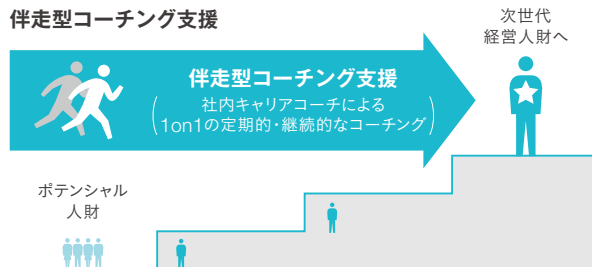 伴走型コーチング支援
次世代
経営人財へ
伴走型コーチング支援
(社内キャリアコーチによる
1on1の定期的・継続的なコーチング)
ポテンシャル
人財